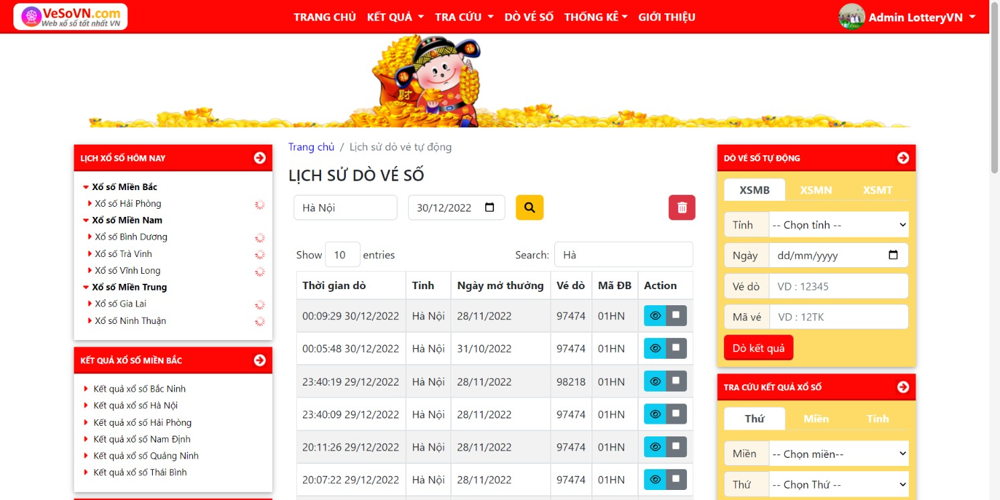 VeSoVN.com
Web xổ số tốt nhất VN
TRANG CHỦ KẾT QUẢ TRA CỨU DÒ VÉ SỐ THỐNG KÊ GIỚI THIỆU
Admin LotteryVN
財
LỊCH XỔ SỐ HÔM NAY
Xổ số Miền Bắc
Xổ số Hải Phòng
Xổ số Miền Nam
Xổ số Bình Dương
Xổ số Trà Vinh
Xổ số Vĩnh Long
Xổ số Miền Trung
Xổ số Gia Lai
Xổ số Ninh Thuận
KẾT QUẢ XỔ SỐ MIỀN BẮC
Kết quả xổ số Bắc Ninh
Kết quả xổ số Hà Nội
Kết quả xổ số Hải Phòng
Kết quả xổ số Nam Định
Kết quả xổ số Quảng Ninh
Kết quả xổ số Thái Bình
Trang chủ / Lịch sử dò vé tự động
LỊCH SỬ DÒ VÉ SỐ
Hà Nội 30/12/2022
Show 10 entries Search: Hà
Thời gian dò Tỉnh Ngày mở thưởng Vé dò Mã ĐB Action
00:09:29 30/12/2022 Hà Nội 28/11/2022 97474 01HN
00:05:48 30/12/2022 Hà Nội 31/10/2022 97474 01HN
23:40:19 29/12/2022 Hà Nội 28/11/2022 98218 01HN
23:40:09 29/12/2022 Hà Nội 28/11/2022 97474 01HN
20:11:26 29/12/2022 Hà Nội 28/11/2022 97474 01HN
20:07:22 29/12/2022 Hà Nội 28/11/2022 97474 01HN
DÒ VÉ SỐ TỰ ĐỘNG
XSMB XSMN XSMT
Tỉnh -- Chọn tỉnh --
Ngày dd/mm/yyyy
Vé dò VD : 12345
Mã vé VD : 12TK
Dò kết quả
TRA CỨU KẾT QUẢ XỔ SỐ
Thứ Miền Tỉnh
Miền -- Chọn miền--
Thứ -- Chọn Thứ --